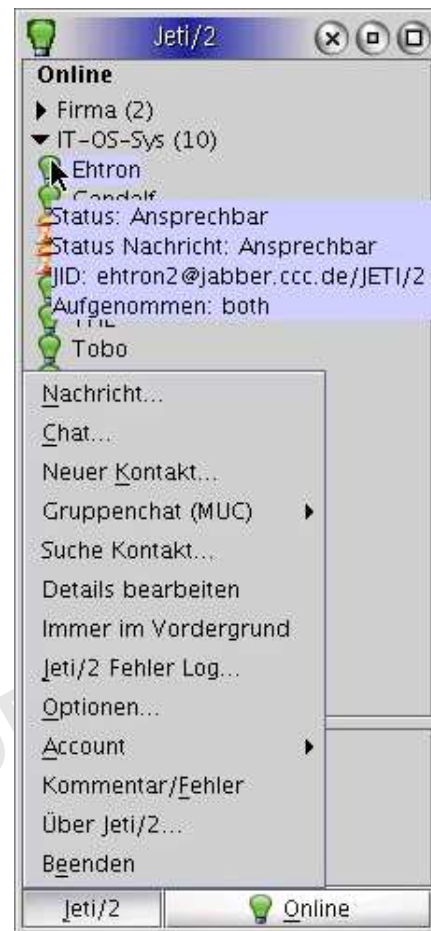 Jeti/2
Online
Firma (2)
IT-OS-Sys (10)
Ehtron
Gandalf
Status: Ansprechbar
Status Nachricht: Ansprechbar
JID: ehtron2@jabber.ccc.de/JETI/2
Aufgenommen: both
Tobo
Nachricht...
Chat...
Neuer Kontakt...
Gruppenchat (MUC)
Suche Kontakt...
Details bearbeiten
Immer im Vordergrund
Jeti/2 Fehler Log...
Optionen...
Account
Kommentar/Fehler
Über Jeti/2...
Beenden
Jeti/2
Online